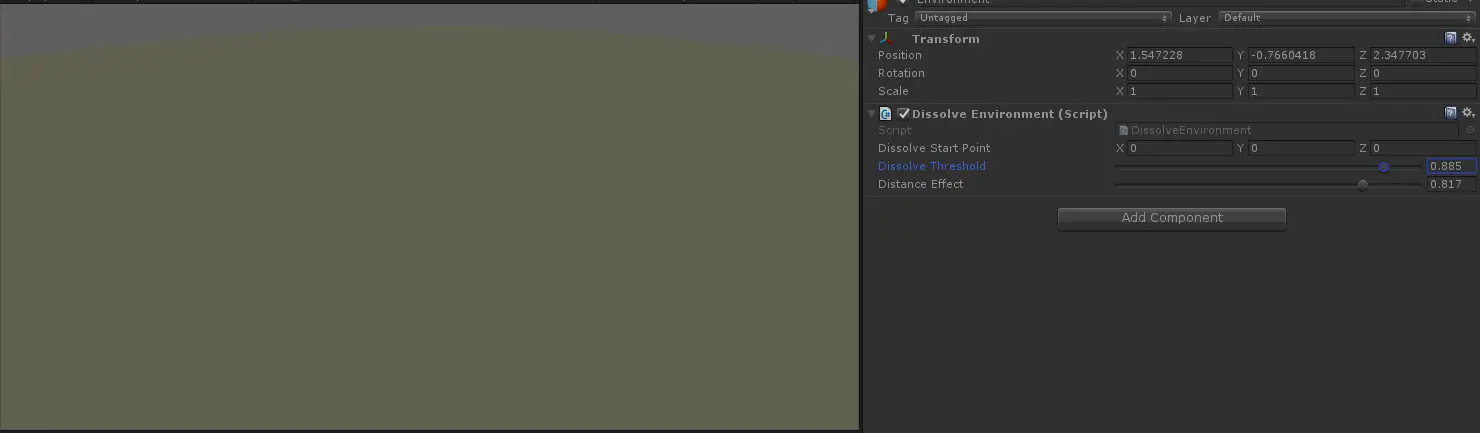 Environment
Tag Untagged Layer Default
Transform
Position X 1.547228 Y -0.7660418 Z 2.347703
Rotation X 0 Y 0 Z 0
Scale X 1 Y 1 Z 1
Dissolve Environment (Script)
Script DissolveEnvironment
Dissolve Start Point X 0 Y 0 Z 0
Dissolve Threshold 0.885
Distance Effect 0.817
Add Component